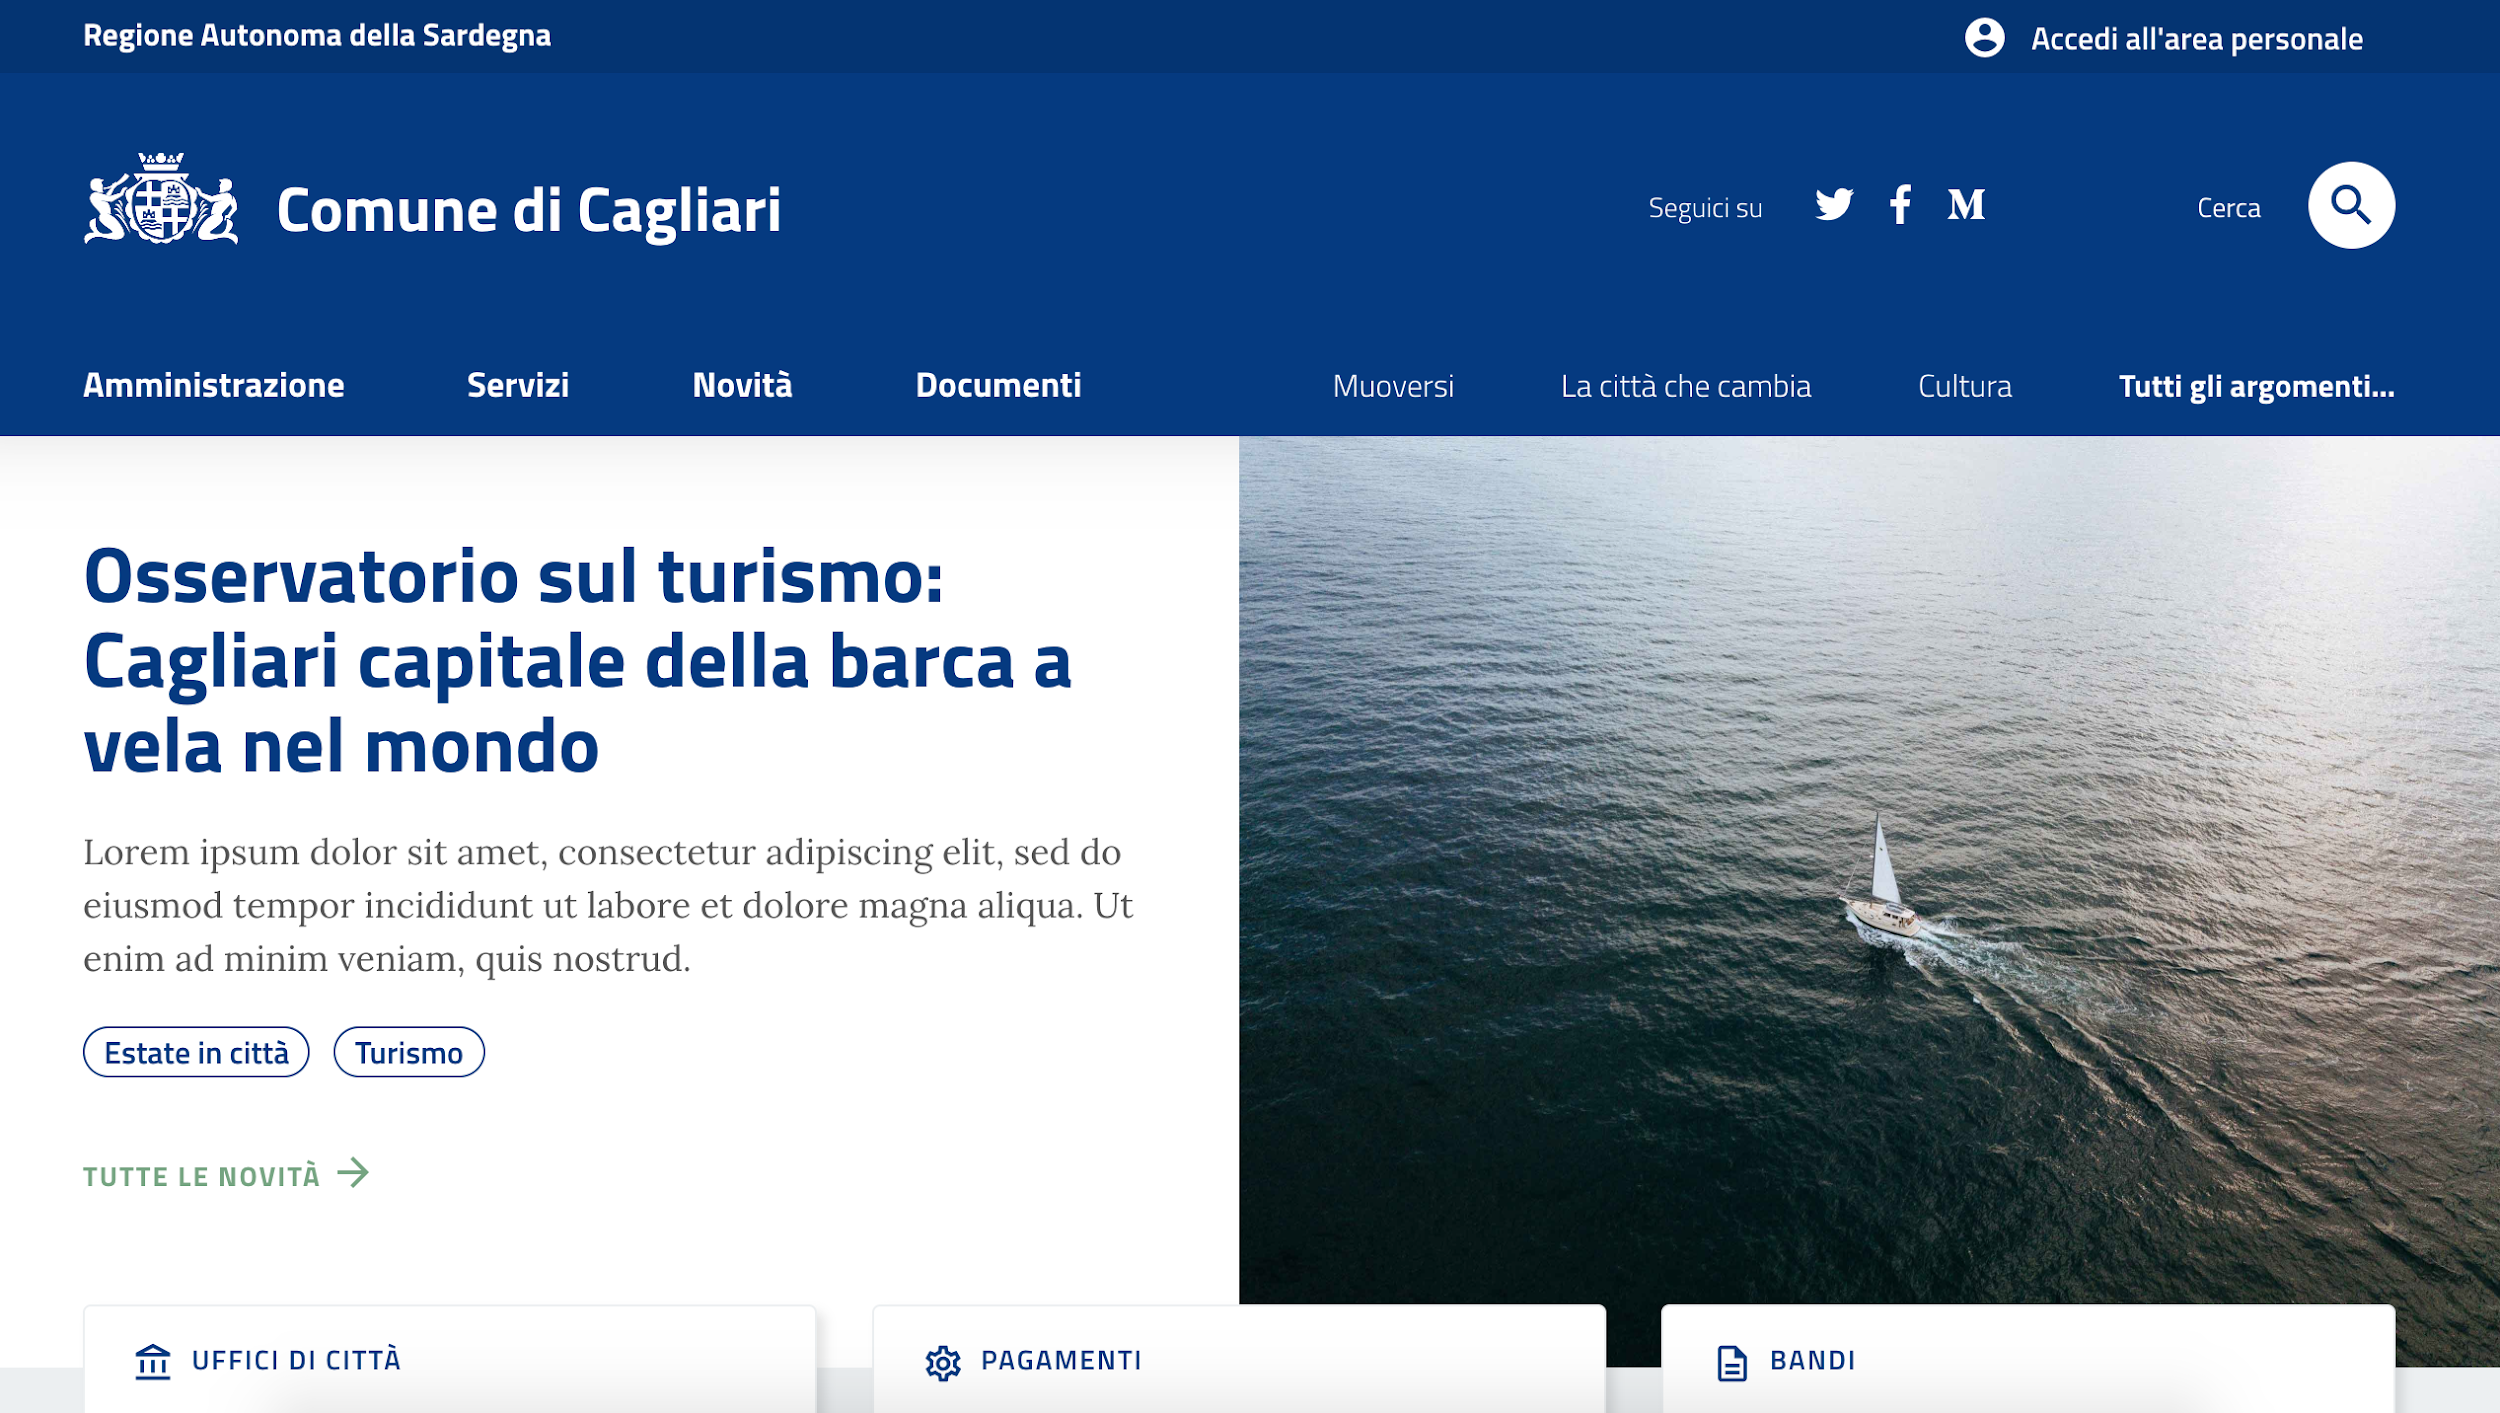 Regione Autonoma della Sardegna
Accedi all'area personale
Comune di Cagliari
Seguici su
Cerca
Amministrazione Servizi Novità Documenti Muoversi La città che cambia Cultura Tutti gli argomenti...
Osservatorio sul turismo:
Cagliari capitale della barca a
vela nel mondo
Lorem ipsum dolor sit amet, consectetur adipiscing elit, sed do
eiusmod tempor incididunt ut labore et dolore magna aliqua. Ut
enim ad minim veniam, quis nostrud.
Estate in città Turismo
TUTTE LE NOVITÀ
UFFICI DI CITTÀ
PAGAMENTI
BANDI